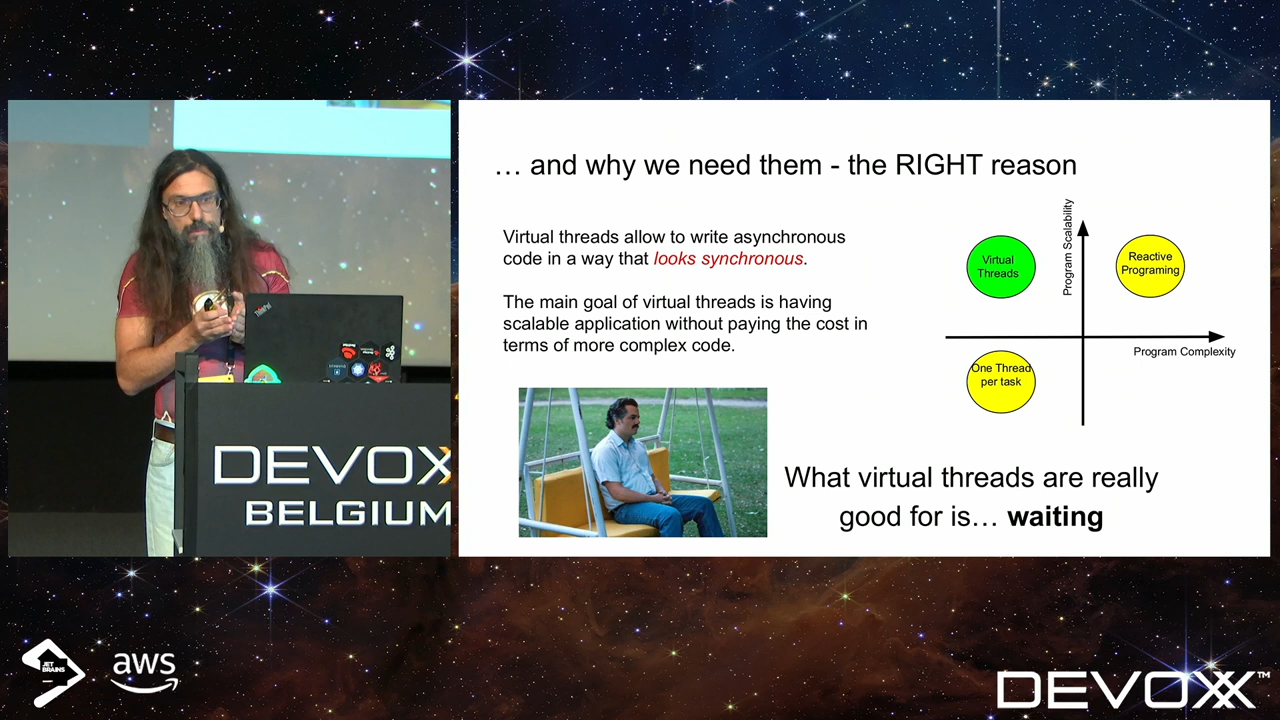 … and why we need them - the RIGHT reason
Virtual threads allow to write asynchronous
code in a way that looks synchronous.
The main goal of virtual threads is having
scalable application without paying the cost in
terms of more complex code.
Program Scalability
Virtual
Threads
Reactive
Programing
Program Complexity
One Thread
per task
What virtual threads are really
good for is… waiting
ThinkPad
DEVOXX
BELGIUM
JET
BRAINS
aws
DEVOXX™